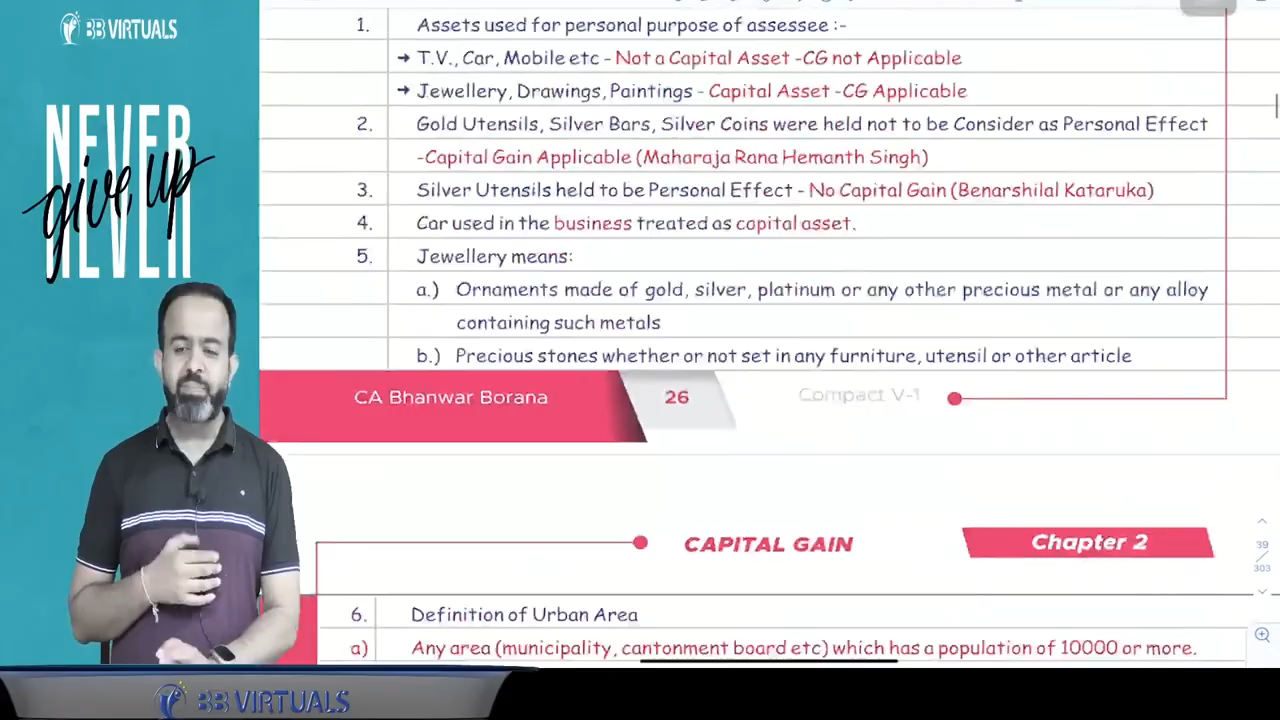 BB VIRTUALS
NEVER
give up
NEVER
1. Assets used for personal purpose of assessee :-
→ T.V., Car, Mobile etc - Not a Capital Asset -CG not Applicable
→ Jewellery, Drawings, Paintings - Capital Asset -CG Applicable
2. Gold Utensils, Silver Bars, Silver Coins were held not to be Consider as Personal Effect
-Capital Gain Applicable (Maharaja Rana Hemanth Singh)
3. Silver Utensils held to be Personal Effect - No Capital Gain (Benarshilal Kataruka)
4. Car used in the business treated as capital asset.
5. Jewellery means:
a.) Ornaments made of gold, silver, platinum or any other precious metal or any alloy
containing such metals
b.) Precious stones whether or not set in any furniture, utensil or other article
CA Bhanwar Borana 26 Compact V-1
CAPITAL GAIN Chapter 2
39
303
6. Definition of Urban Area
a) Any area (municipality, cantonment board etc) which has a population of 10000 or more.
BB VIRTUALS